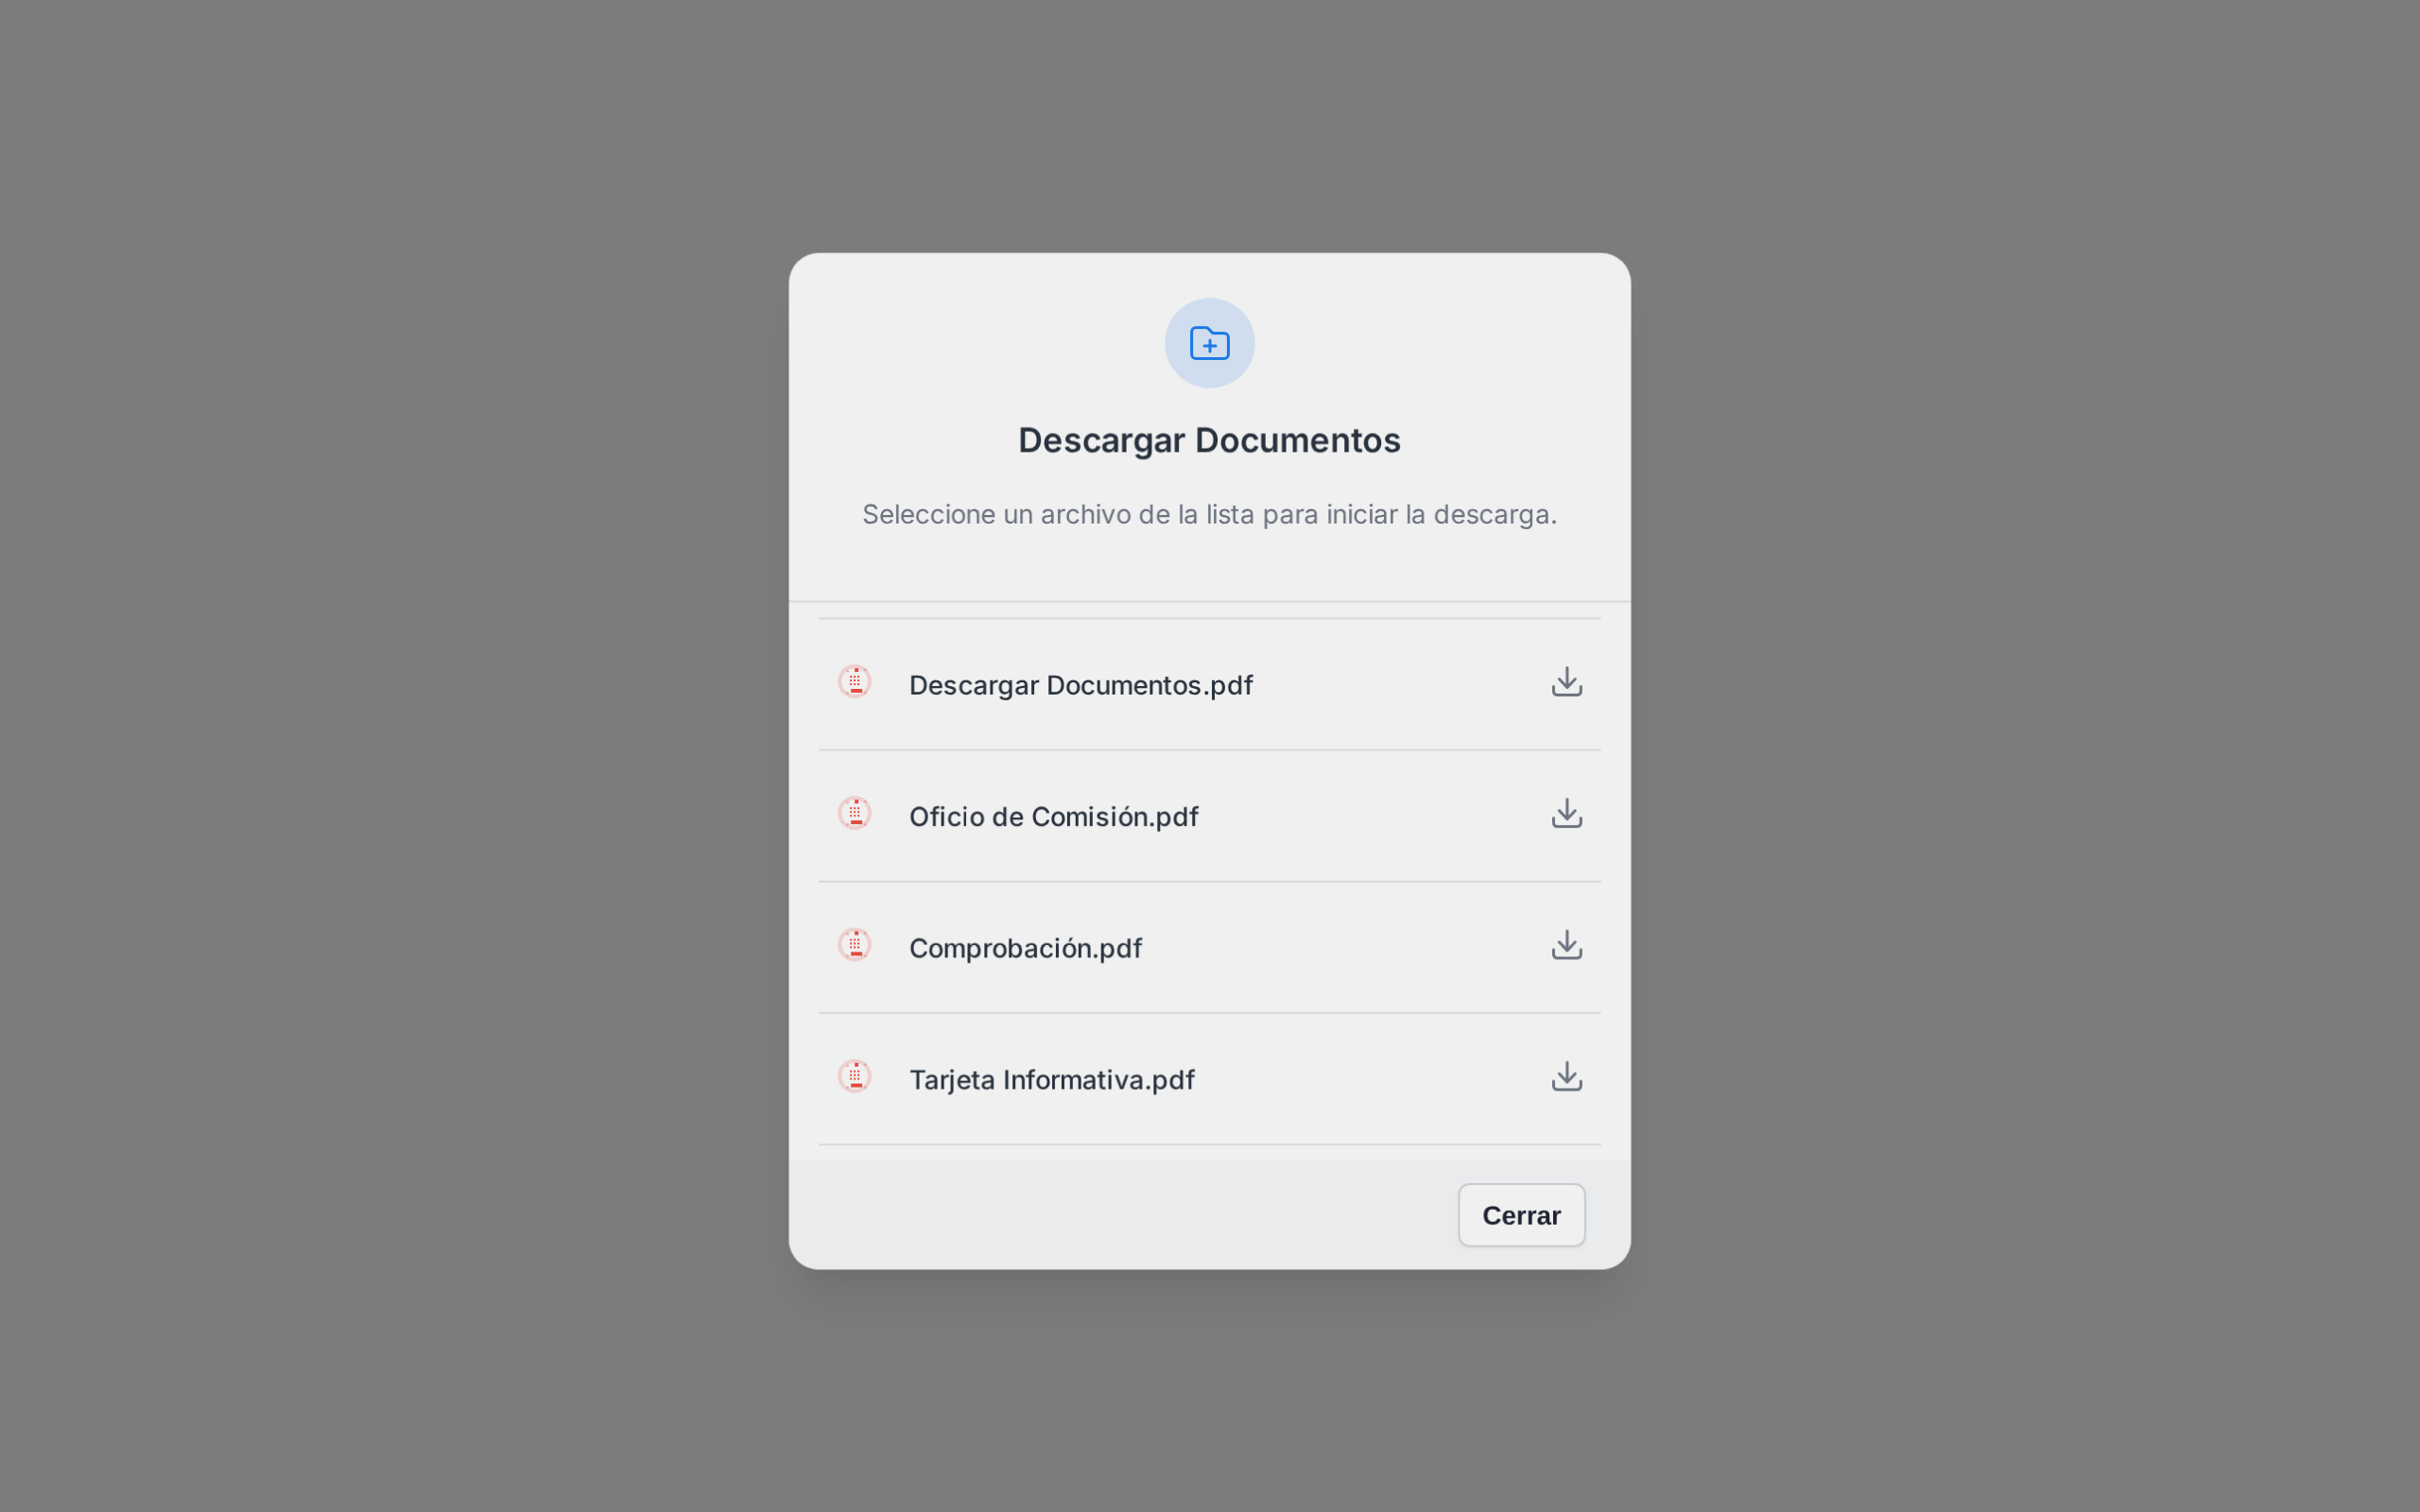 Descargar Documentos
Seleccione un archivo de la lista para iniciar la descarga.
Descargar Documentos.pdf
Oficio de Comisión.pdf
Comprobación.pdf
Tarjeta Informativa.pdf
Cerrar